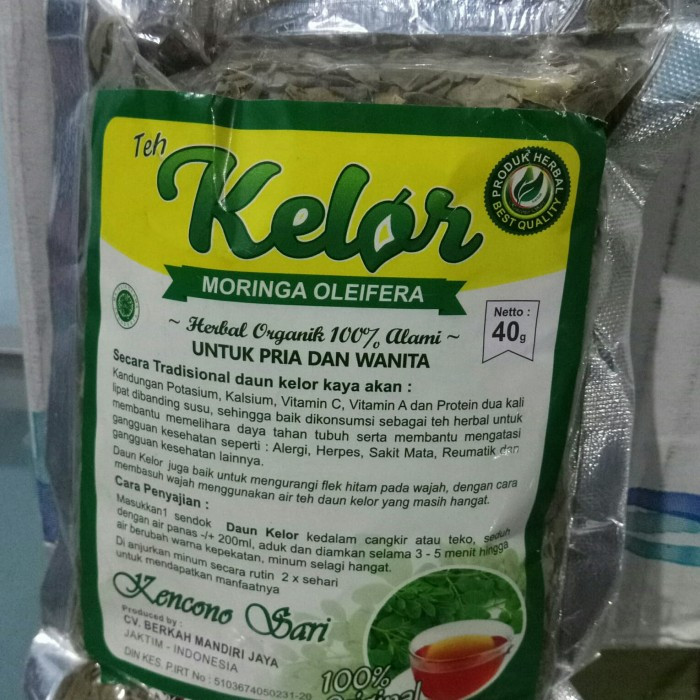 Teh
Kelor
PRODUK HERBAL
BEST QUALITY
MORINGA OLEIFERA
~ Herbal Organik 100% Alami ~
UNTUK PRIA DAN WANITA
Netto :
40g
Secara Tradisional daun kelor kaya akan :
Kandungan Potasium, Kalsium, Vitamin C, Vitamin A dan Protein dua kali
lipat dibanding susu, sehingga baik dikonsumsi sebagai teh herbal untuk
membantu memelihara daya tahan tubuh serta membantu mengatasi
gangguan kesehatan seperti : Alergi, Herpes, Sakit Mata, Reumatik dan
gangguan kesehatan lainnya.
Daun Kelor juga baik untuk mengurangi flek hitam pada wajah, dengan cara
membasuh wajah menggunakan air teh daun kelor yang masih hangat.
Cara Penyajian :
Masukkan1 sendok Daun Kelor kedalam cangkir atau teko, seduh
dengan air panas -/+ 200ml, aduk dan diamkan selama 3 - 5 menit hingga
air berubah warna kepekatan, minum selagi hangat.
Di anjurkan minum secara rutin 2 x sehari
untuk mendapatkan manfaatnya
Kencono Sari
Produced by :
CV. BERKAH MANDIRI JAYA
JAKTIM - INDONESIA
DIN KES. P.IRT No : 5103674050231-20
100%
Original